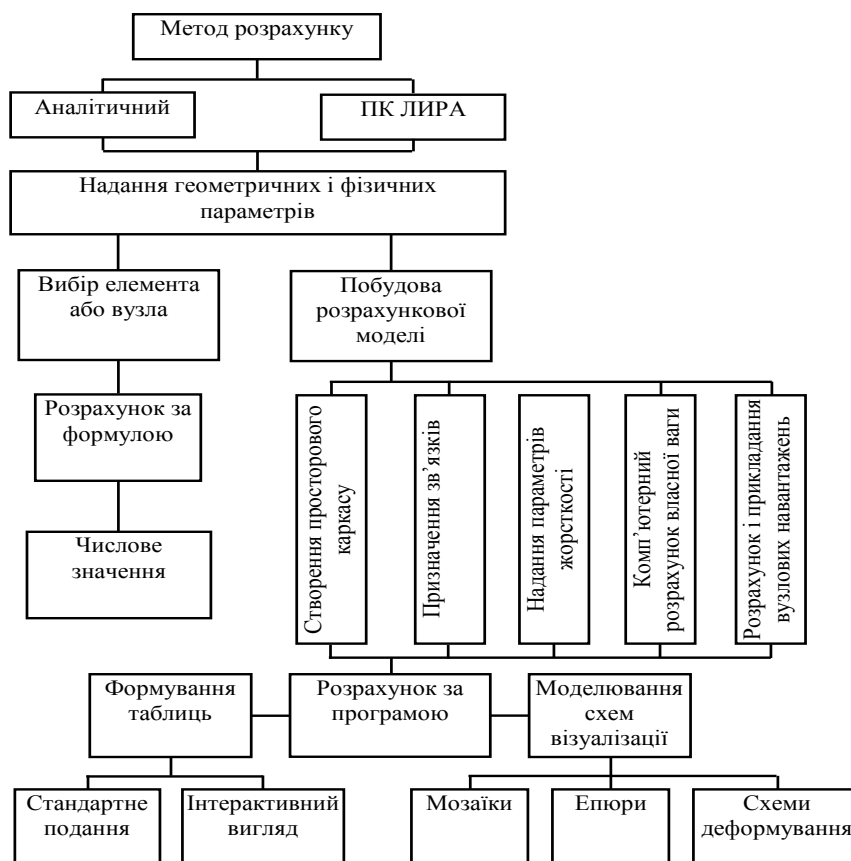 Метод розрахунку
Аналітичний
ПК ЛИРА
Надання геометричних і фізичних
параметрів
Вибір елемента
або вузла
Побудова
розрахункової
моделі
Розрахунок за
формулою
Числове
значення
Створення просторового
каркасу
Призначення зв’язків
Надання параметрів
жорсткості
Комп’ютерний
розрахунок власної ваги
Розрахунок і прикладання
вузлових навантажень
Формування
таблиць
Розрахунок за
програмою
Моделювання
схем
візуалізації
Стандартне
подання
Інтерактивний
вигляд
Мозаїки
Епюри
Схеми
деформування